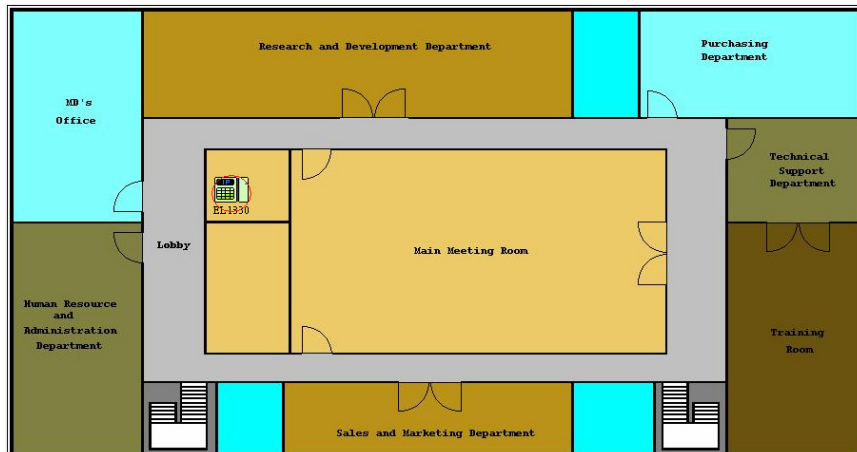 Research and Development Department
Purchasing
Department
MD's
Office
Technical
Support
Department
EL1330
Lobby
Main Meeting Room
Human Resource
and
Administration
Department
Training
Room
Sales and Marketing Department